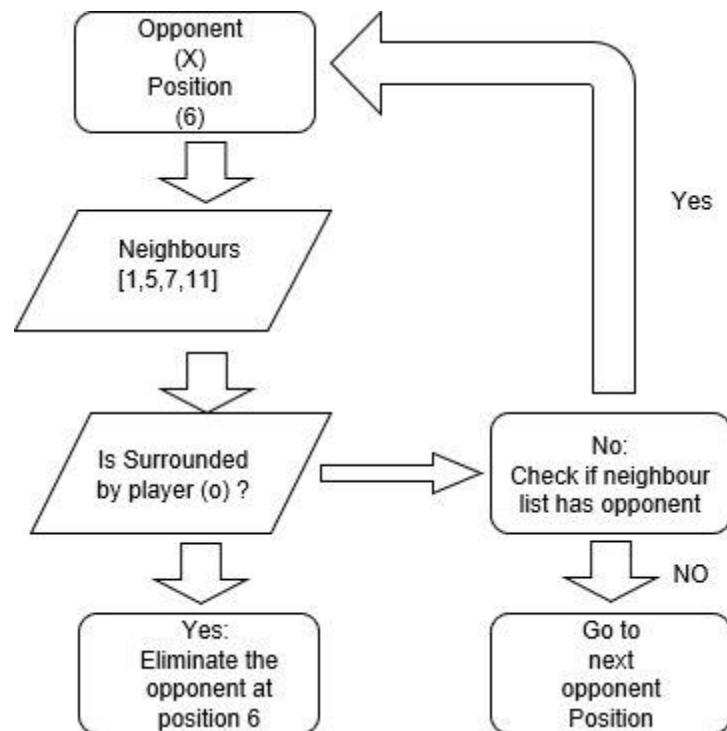 Opponent
(X)
Position
(6)
Yes
Neighbours
[1,5,7,11]
Is Surrounded
by player (o) ?
No:
Check if neighbour
list has opponent
NO
Yes:
Eliminate the
opponent at
position 6
Go to
next
opponent
Position